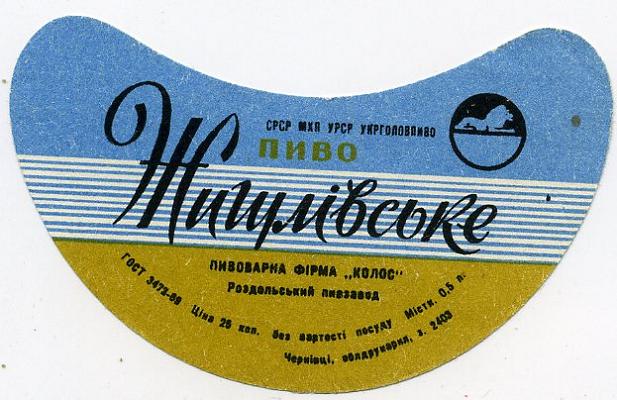 СРСР МХП УРСР УКРГОЛОВПИВО
ПИВО
Жигулівське
ПИВОВАРНА ФІРМА „КОЛОС"
Роздольський пивзавод
ГОСТ 3473-69 Ціна 25 коп. без вартості посуду Містк. 0,5 л.
Чернівці, облдрукарня, з. 2403